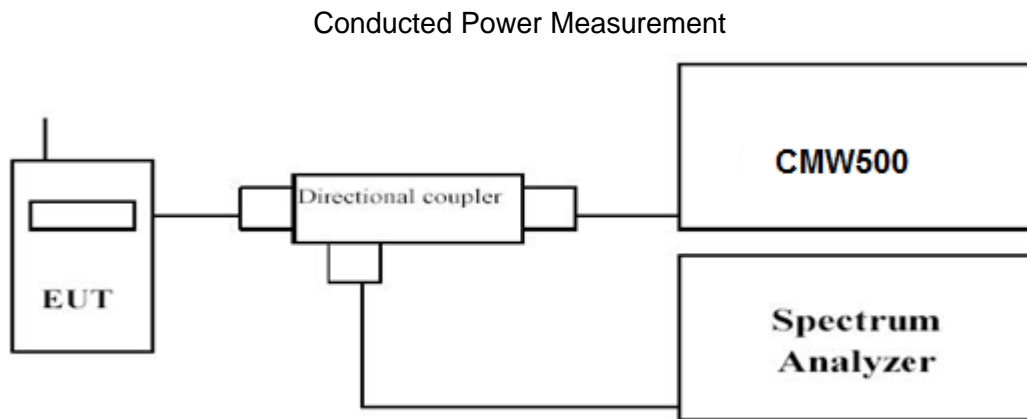 Conducted Power Measurement
CMW500
Directional coupler
EUT
Spectrum
Analyzer